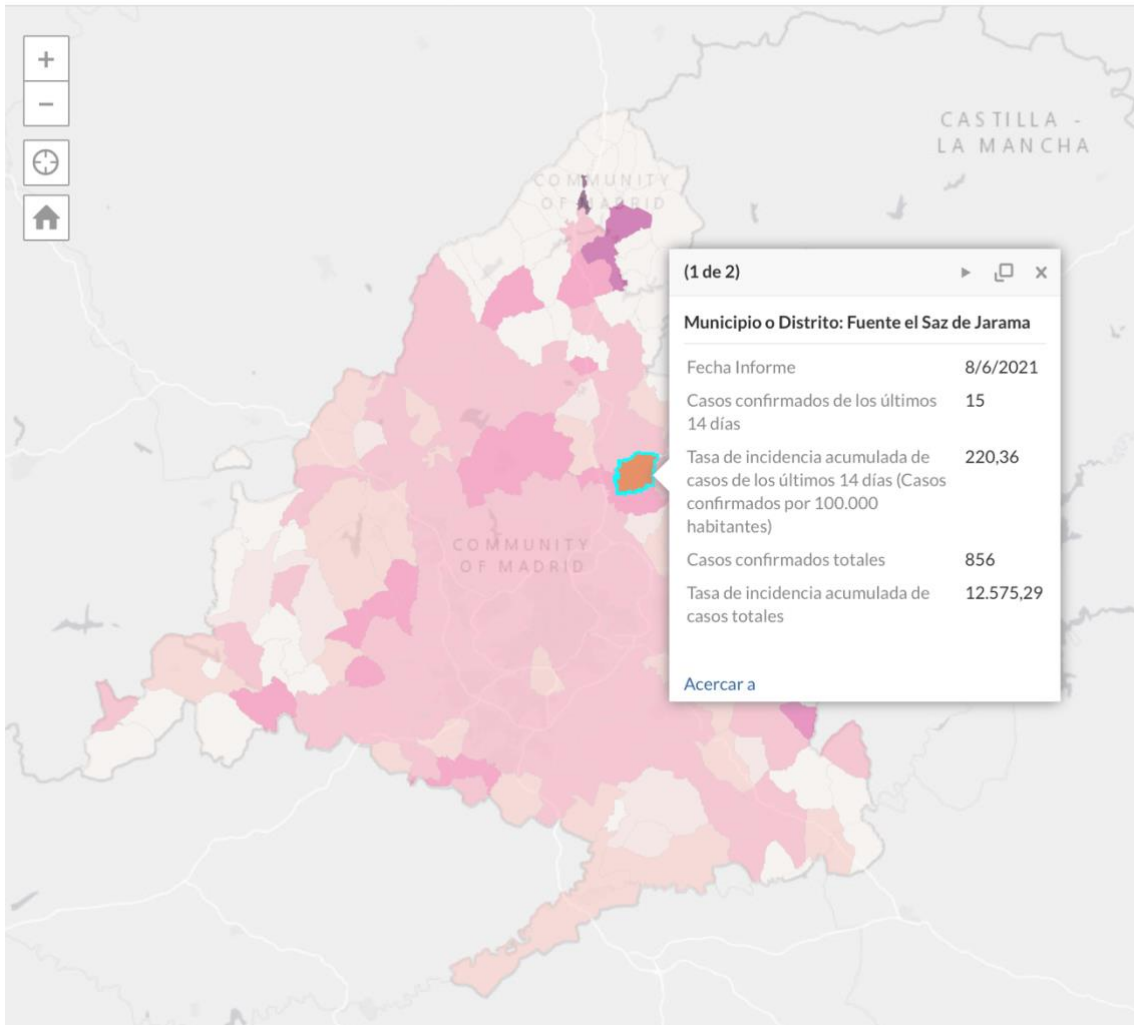 +
−
CASTILLA -
LA MANCHA
COMMUNITY
OF MADRID
(1 de 2)
Municipio o Distrito: Fuente el Saz de Jarama
Fecha Informe 8/6/2021
Casos confirmados de los últimos 15
14 días
Tasa de incidencia acumulada de 220,36
casos de los últimos 14 días (Casos
confirmados por 100.000
habitantes)
Casos confirmados totales 856
Tasa de incidencia acumulada de 12.575,29
casos totales
Acercar a
COMMUNITY
OF MADRID